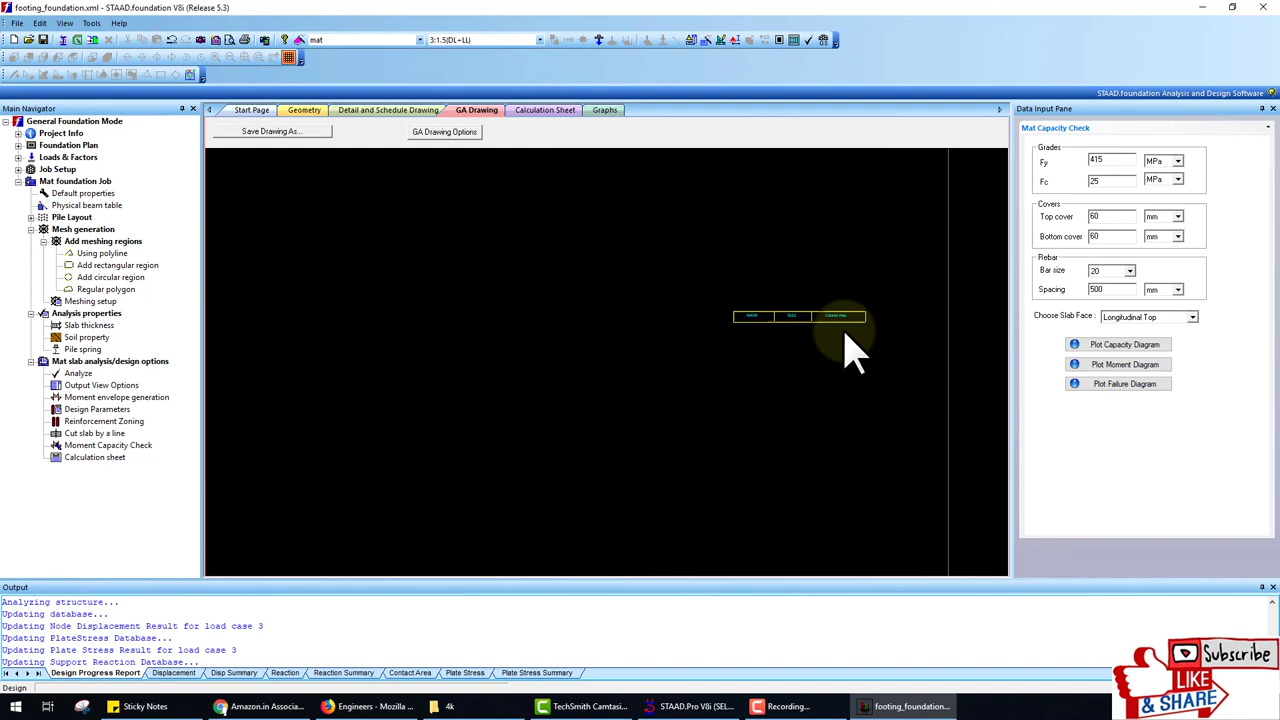 footing_foundation.xml - STAAD.foundation V8i (Release 5.3)
File Edit View Tools Help
mat 3:1.5(DL+LL)
STAAD.foundation Analysis and Design Software
Main Navigator
General Foundation Mode
Project Info
Foundation Plan
Loads & Factors
Job Setup
Mat foundation Job
Default properties
Physical beam table
Pile Layout
Mesh generation
Add meshing regions
Using polyline
Add rectangular region
Add circular region
Regular polygon
Meshing setup
Analysis properties
Slab thickness
Soil property
Pile spring
Mat slab analysis/design options
Analyze
Output View Options
Moment envelope generation
Design Parameters
Reinforcement Zoning
Cut slab by a line
Moment Capacity Check
Calculation sheet
Start Page Geometry Detail and Schedule Drawing GA Drawing Calculation Sheet Graphs
Save Drawing As... GA Drawing Options
Data Input Pane
Mat Capacity Check
Grades
Fy 415 MPa
Fc 25 MPa
Covers
Top cover 60 mm
Bottom cover 60 mm
Rebar
Bar size 20
Spacing 500 mm
Choose Slab Face : Longitudinal Top
Plot Capacity Diagram
Plot Moment Diagram
Plot Failure Diagram
Output
Analyzing structure...
Updating database...
Updating Node Displacement Result for load case 3
Updating PlateStress Database...
Updating Plate Stress Result for load case 3
Updating Support Reaction Database...
Design Progress Report Displacement Disp Summary Reaction Reaction Summary Contact Area Plate Stress Plate Stress Summary
Design
Subscribe
LIKE
& SHARE
Sticky Notes Amazon.in Associa... Engineers - Mozilla ... 4k TechSmith Camtasi... STAAD.Pro V8i (SEL... Recording... footing_foundation...